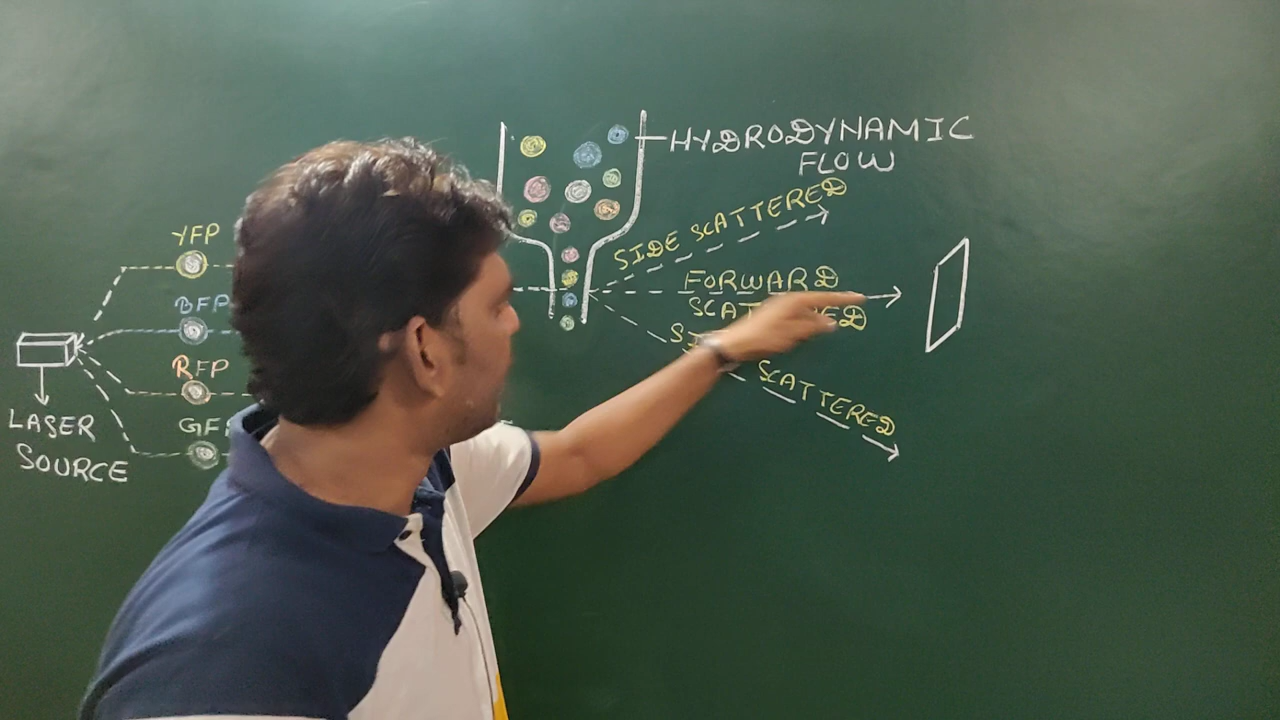 HYDRODYNAMIC
FLOW
SIDE SCATTERED
FORWARD
YFP
BFP
RFP
LASER
SOURCE
SCATTERED